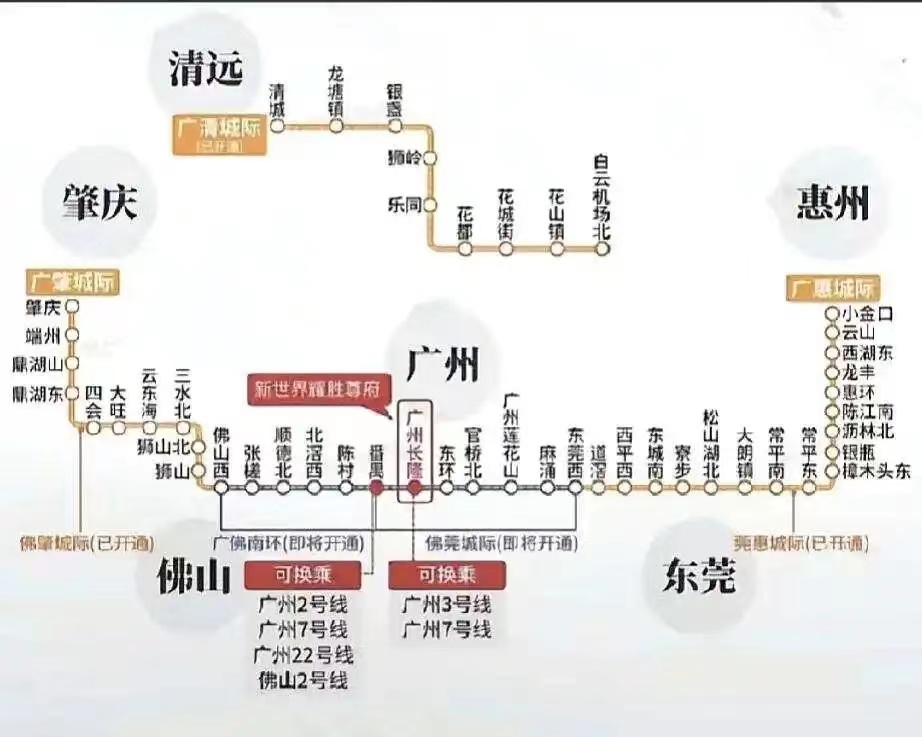 清远
广清城际
(已开通)
清城
龙塘镇
银盏
狮岭
乐同
花都
花城街
花山镇
白云机场北
肇庆
广肇城际
肇庆
端州
鼎湖山
鼎湖东
四会
大旺
云东海
三水北
狮山北
狮山
惠州
广惠城际
小金口
云山
西湖东
龙丰
惠环
陈江南
沥林北
银瓶
樟木头东
广州
新世界耀胜尊府
佛山西
张槎
顺德北
北滘西
陈村
番禺
广州长隆
东环
官桥北
广州莲花山
麻涌
东莞西
道滘
西平西
东城南
寮步
松山湖北
大朗镇
常平南
常平东
佛肇城际(已开通)
广佛南环(即将开通)
佛莞城际(即将开通)
莞惠城际(已开通)
佛山
东莞
可换乘
广州2号线
广州7号线
广州22号线
佛山2号线
可换乘
广州3号线
广州7号线